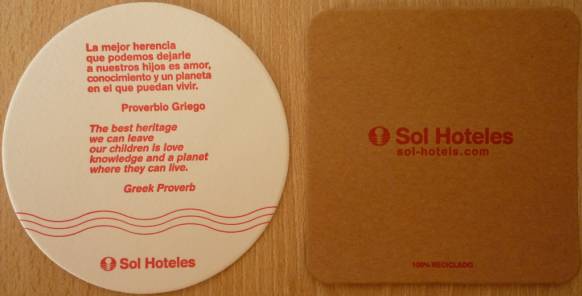 La mejor herencia
que podemos dejarle
a nuestros hijos es amor,
conocimiento y un planeta
en el que puedan vivir.
Proverbio Griego
The best heritage
we can leave
our children is love
knowledge and a planet
where they can live.
Greek Proverb
Sol Hoteles
Sol Hoteles
sol-hotels.com
100% RECICLADO